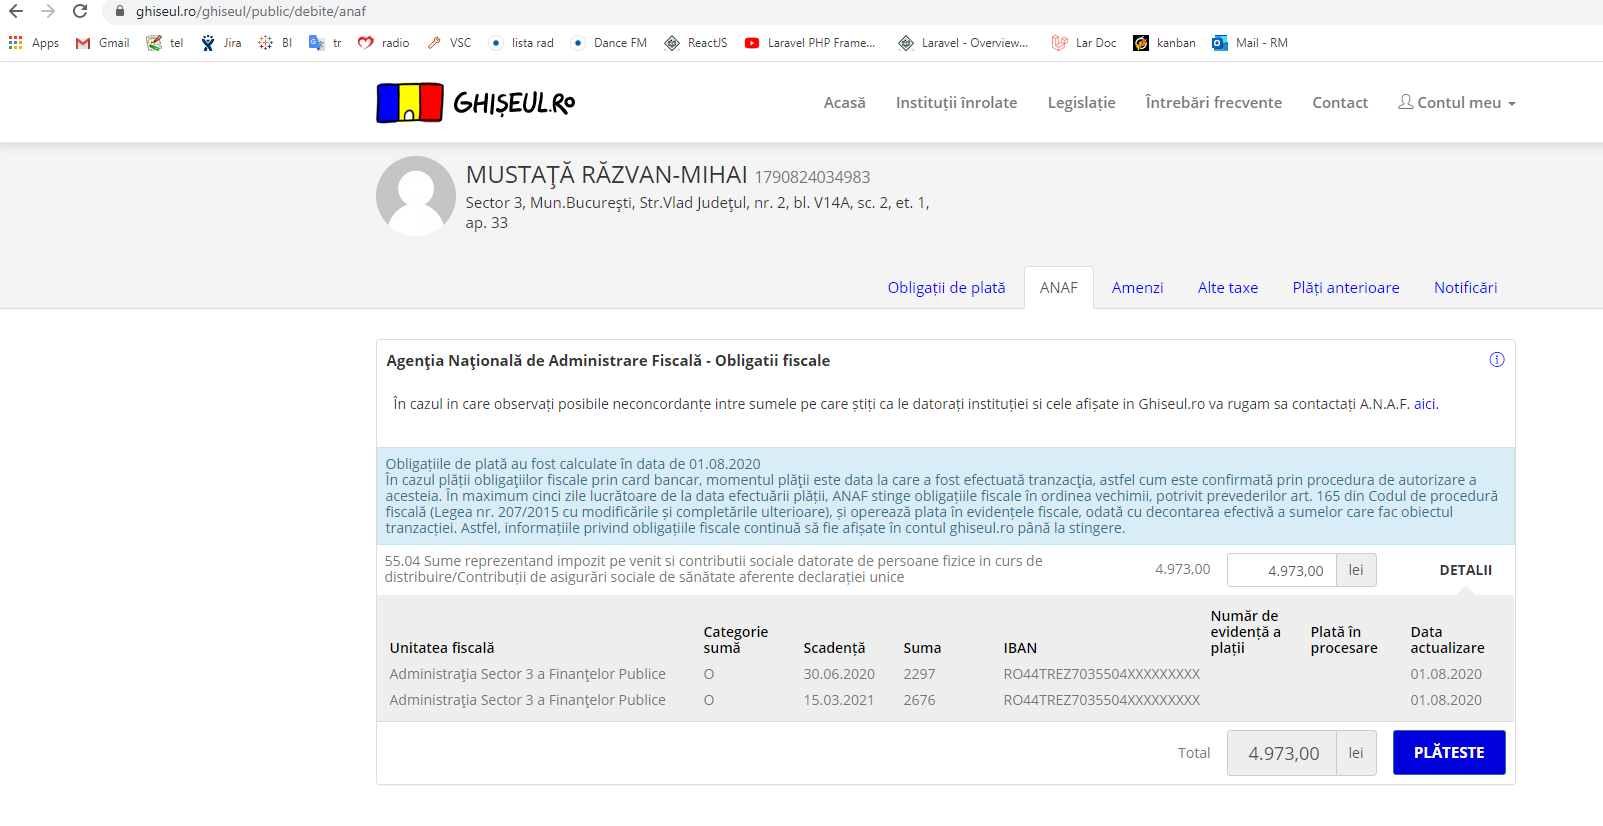 ghiseul.ro/ghiseul/public/debite/anaf
Apps Gmail tel Jira BI tr radio VSC lista rad Dance FM ReactJS Laravel PHP Frame... Laravel - Overview... Lar Doc kanban Mail - RM
GHIȘEUL.RO
Acasă Instituții înrolate Legislație Întrebări frecvente Contact Contul meu
MUSTAŢĂ RĂZVAN-MIHAI 1790824034983
Sector 3, Mun.Bucureşti, Str.Vlad Judeţul, nr. 2, bl. V14A, sc. 2, et. 1,
ap. 33
Obligații de plată ANAF Amenzi Alte taxe Plăți anterioare Notificări
Agenţia Naţională de Administrare Fiscală - Obligatii fiscale
În cazul in care observați posibile neconcordanțe intre sumele pe care știți ca le datorați instituției si cele afișate in Ghiseul.ro va rugam sa contactați A.N.A.F. aici.
Obligațiile de plată au fost calculate în data de 01.08.2020
În cazul plății obligațiilor fiscale prin card bancar, momentul plății este data la care a fost efectuată tranzacția, astfel cum este confirmată prin procedura de autorizare a
acesteia. În maximum cinci zile lucrătoare de la data efectuării plății, ANAF stinge obligațiile fiscale în ordinea vechimii, potrivit prevederilor art. 165 din Codul de procedură
fiscală (Legea nr. 207/2015 cu modificările și completările ulterioare), și operează plata în evidențele fiscale, odată cu decontarea efectivă a sumelor care fac obiectul
tranzacției. Astfel, informațiile privind obligațiile fiscale continuă să fie afișate în contul ghiseul.ro până la stingere.
55.04 Sume reprezentand impozit pe venit si contributii sociale datorate de persoane fizice in curs de
distribuire/Contribuții de asigurări sociale de sănătate aferente declarației unice
4.973,00 4.973,00 lei DETALII
Unitatea fiscală Categorie sumă Scadență Suma IBAN Număr de evidență a plații Plată în procesare Data actualizare
Administraţia Sector 3 a Finanţelor Publice O 30.06.2020 2297 RO44TREZ7035504XXXXXXXXX 01.08.2020
Administraţia Sector 3 a Finanţelor Publice O 15.03.2021 2676 RO44TREZ7035504XXXXXXXXX 01.08.2020
Total 4.973,00 lei PLĂTESTE